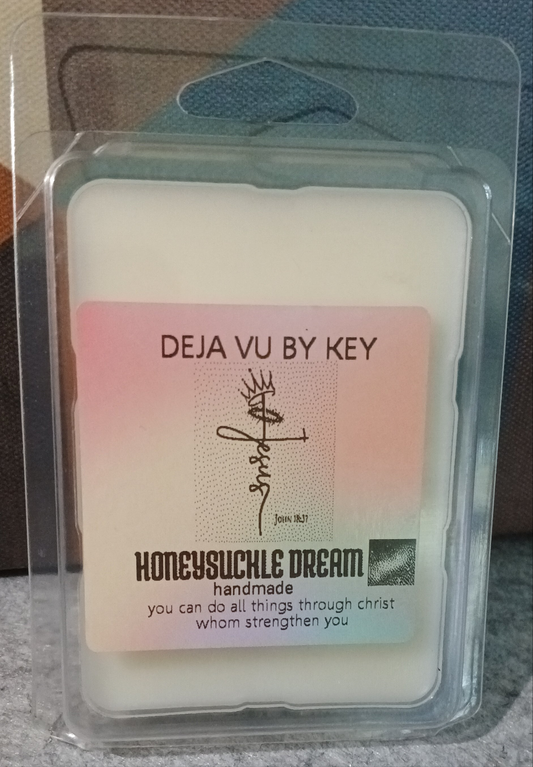 DEJA VU BY KEY
Jesus
JOHN 18:37
HONEYSUCKLE DREAM
handmade
you can do all things through christ
whom strengthen you